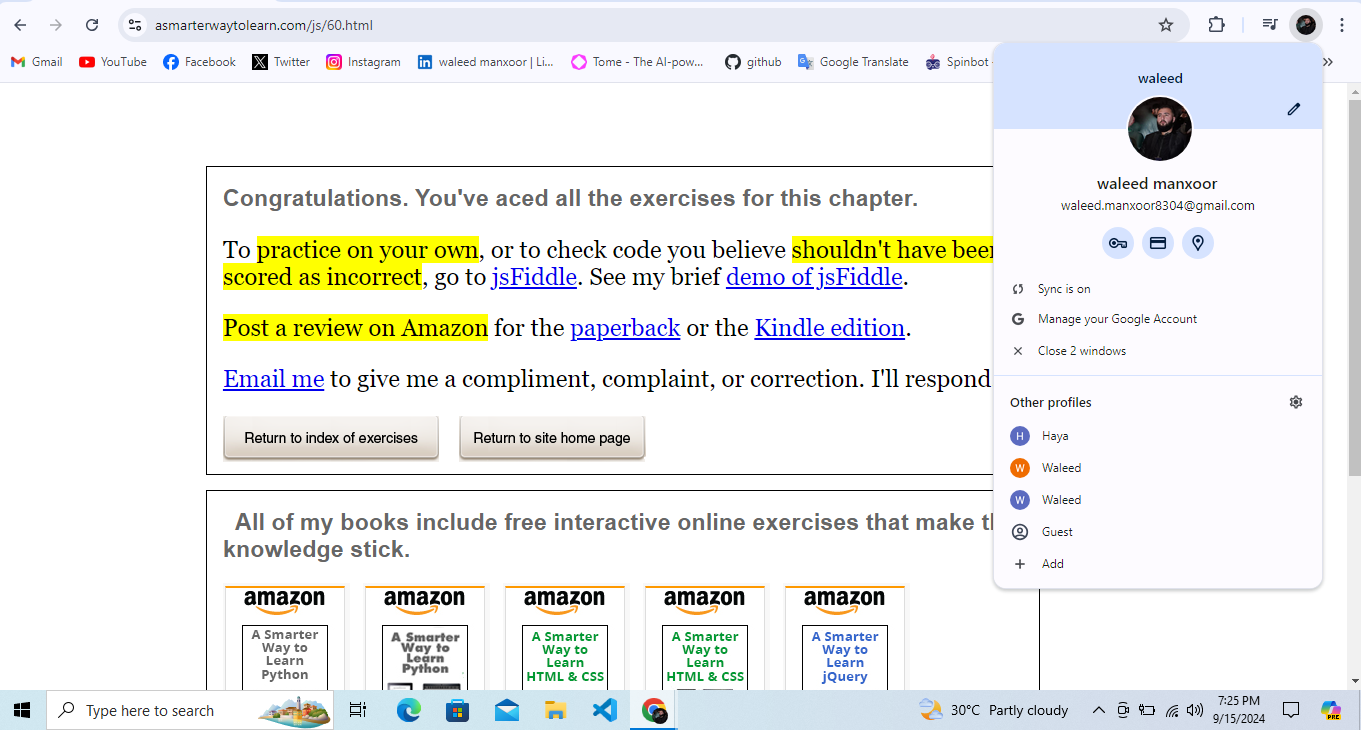 asmarterwaytolearn.com/js/60.html
Gmail YouTube Facebook Twitter Instagram waleed manxoor | Li... Tome - The AI-pow... github Google Translate Spinbot
waleed
waleed manxoor
waleed.manxoor8304@gmail.com
Sync is on
Manage your Google Account
Close 2 windows
Other profiles
H Haya
W Waleed
W Waleed
Guest
Add
Congratulations. You've aced all the exercises for this chapter.
To practice on your own, or to check code you believe shouldn't have been
scored as incorrect, go to jsFiddle. See my brief demo of jsFiddle.
Post a review on Amazon for the paperback or the Kindle edition.
Email me to give me a compliment, complaint, or correction. I'll respond
Return to index of exercises Return to site home page
All of my books include free interactive online exercises that make
knowledge stick.
amazon amazon amazon amazon amazon
A Smarter A Smarter A Smarter A Smarter A Smarter
Way to Way to Way to Way to Way to
Learn Learn Learn Learn Learn
Python Python HTML & CSS HTML & CSS jQuery
Type here to search
30°C Partly cloudy
7:25 PM
9/15/2024
PRE